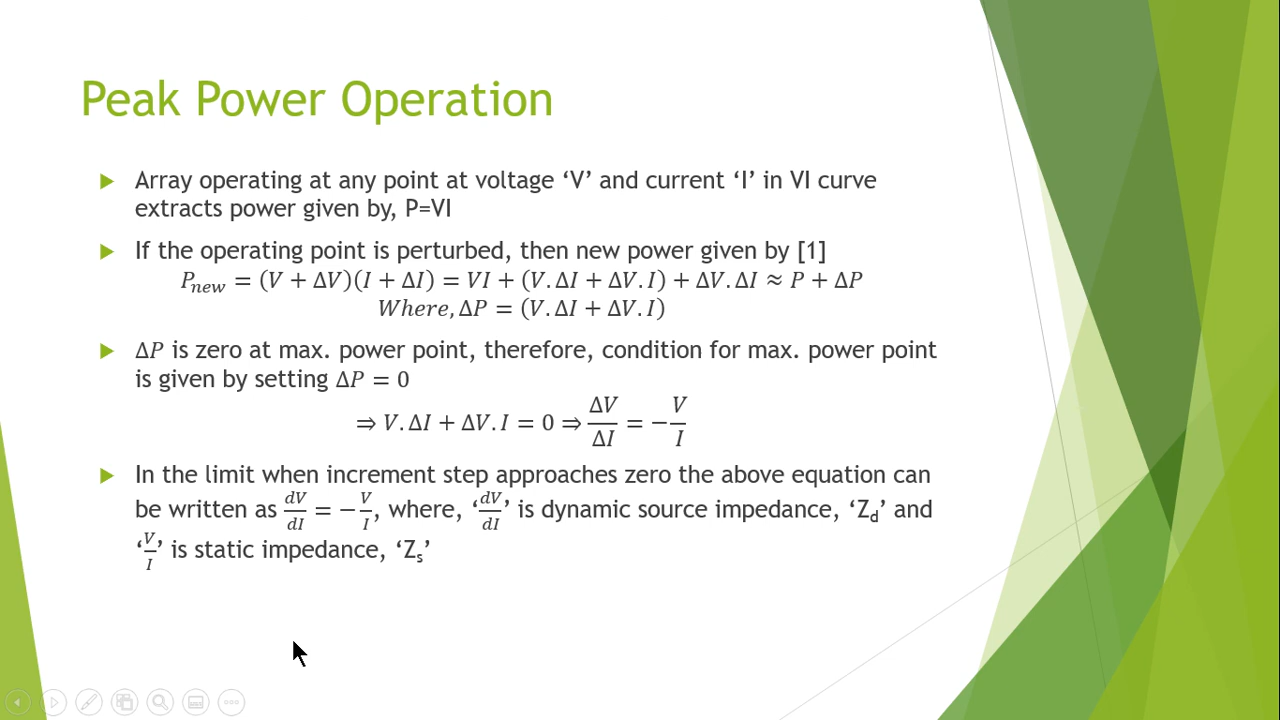 Peak Power Operation
Array operating at any point at voltage ‘V’ and current ‘I’ in VI curve
extracts power given by, P=VI
If the operating point is perturbed, then new power given by [1]
P_new = (V + ΔV)(I + ΔI) = VI + (V.ΔI + ΔV.I) + ΔV.ΔI ≈ P + ΔP
Where, ΔP = (V.ΔI + ΔV.I)
ΔP is zero at max. power point, therefore, condition for max. power point
is given by setting ΔP = 0
⇒ V.ΔI + ΔV.I = 0 ⇒ ΔV/ΔI = −V/I
In the limit when increment step approaches zero the above equation can
be written as dV/dI = −V/I, where, ‘dV/dI’ is dynamic source impedance, ‘Z_d’ and
‘V/I’ is static impedance, ‘Z_s’